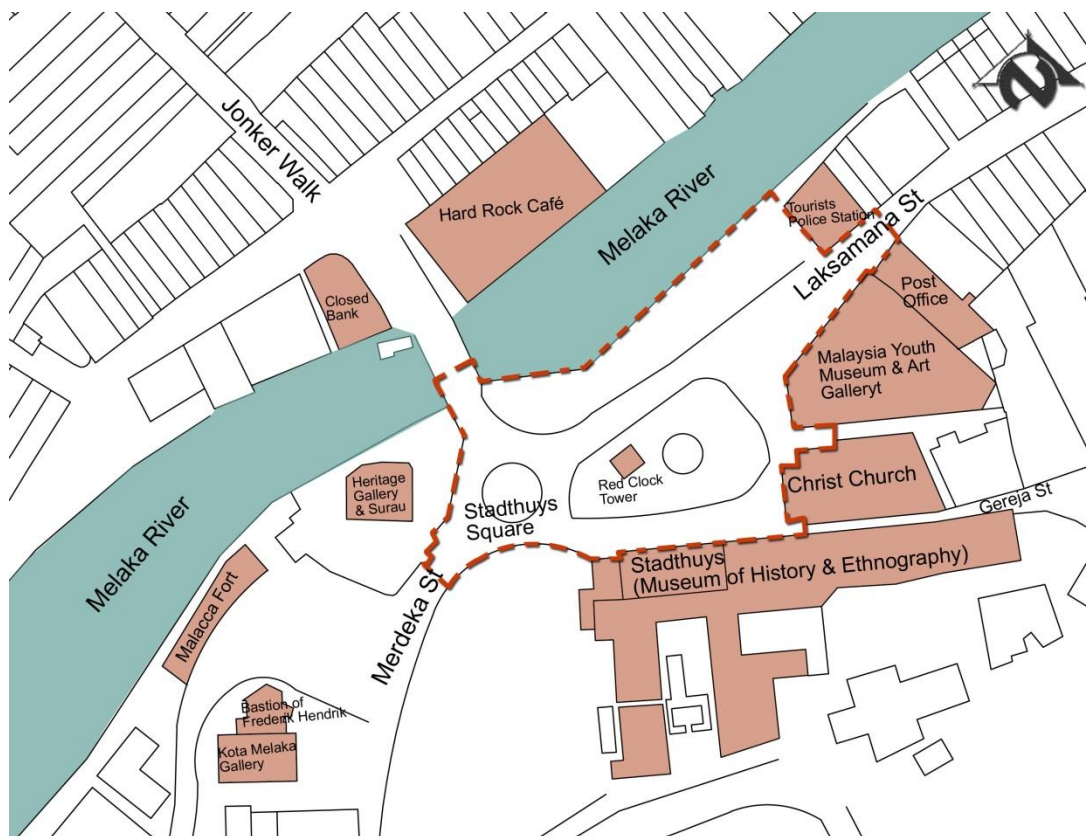 Jonker Walk
Hard Rock Café
Melaka River
Tourists
Police Station
Laksamana St
Closed
Bank
Post
Office
Malaysia Youth
Museum & Art
Galleryt
Heritage
Gallery
& Surau
Stadthuys
Square
Red Clock
Tower
Christ Church
Gereja St
Melaka River
Malacca Fort
Merdeka St
Stadthuys
(Museum of History & Ethnography)
Bastion of
Frederik Hendrik
Kota Melaka
Gallery